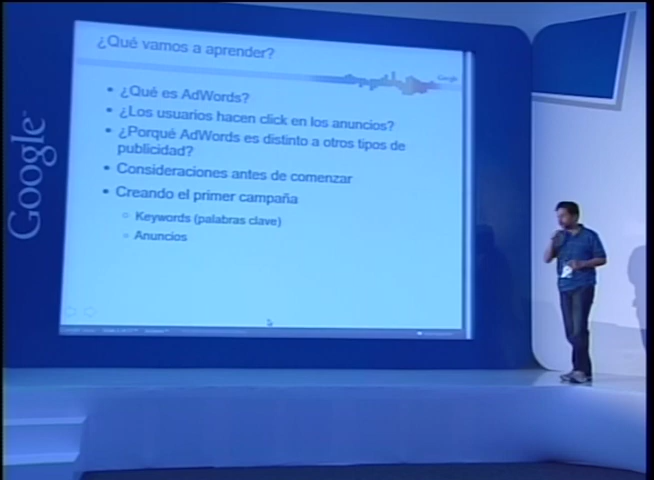 ¿Qué vamos a aprender?
Google
• ¿Qué es AdWords?
• ¿Los usuarios hacen click en los anuncios?
• ¿Porqué AdWords es distinto a otros tipos de
publicidad?
• Consideraciones antes de comenzar
• Creando el primer campaña
○ Keywords (palabras clave)
○ Anuncios
Google